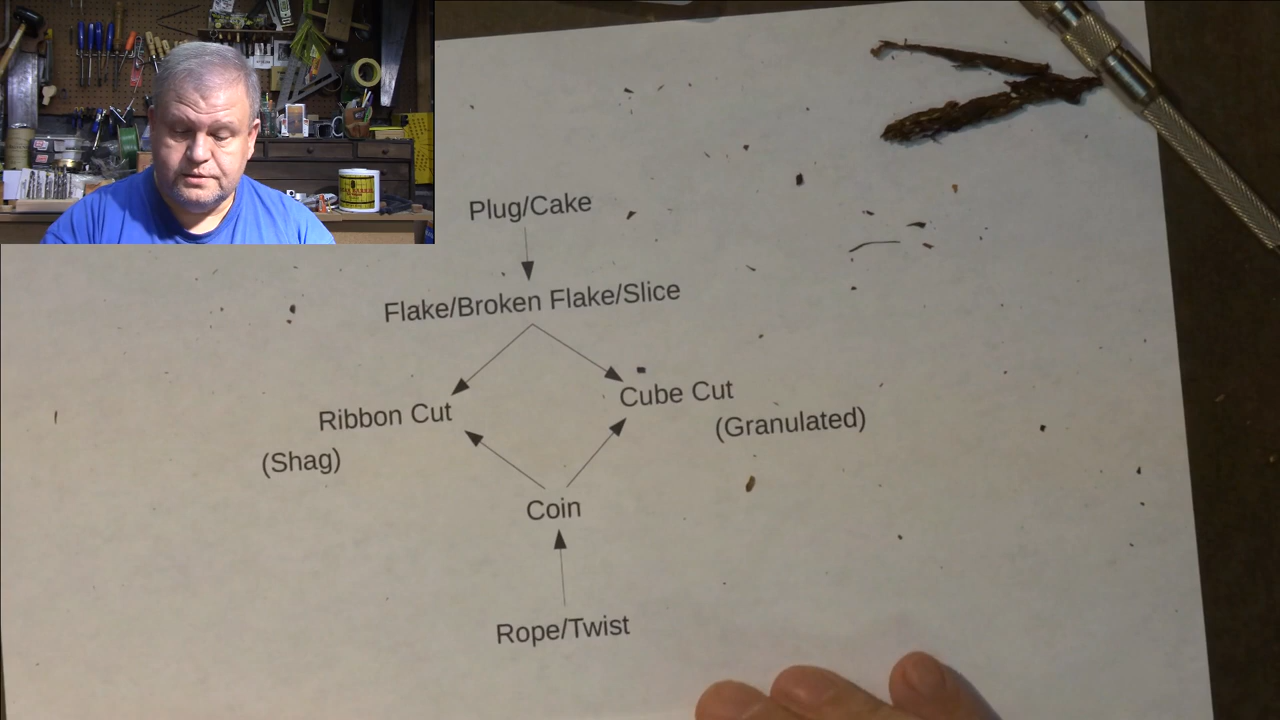 Plug/Cake
Flake/Broken Flake/Slice
Ribbon Cut
Cube Cut
(Shag)
(Granulated)
Coin
Rope/Twist